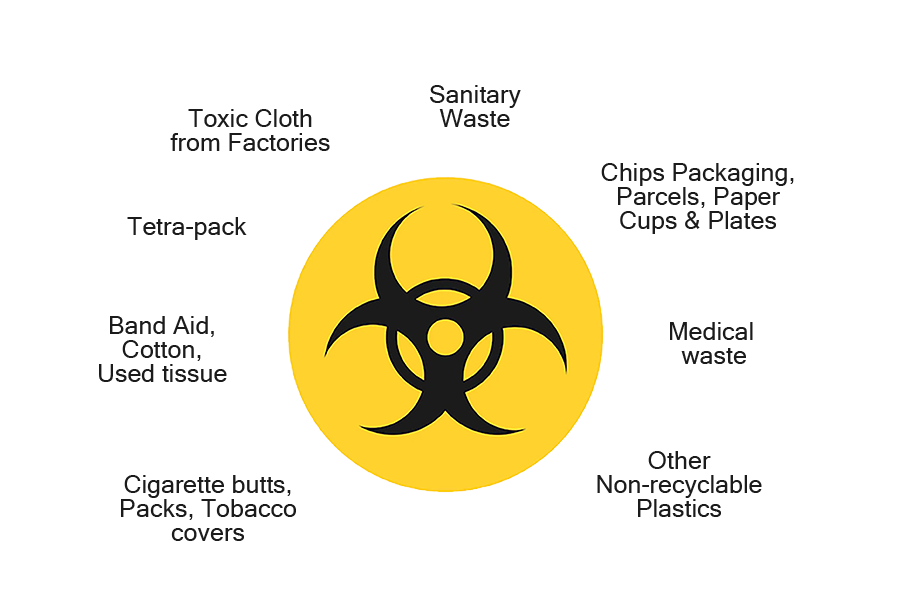 Sanitary
Waste
Toxic Cloth
from Factories
Chips Packaging,
Parcels, Paper
Cups & Plates
Tetra-pack
Band Aid,
Cotton,
Used tissue
Medical
waste
Other
Non-recyclable
Plastics
Cigarette butts,
Packs, Tobacco
covers